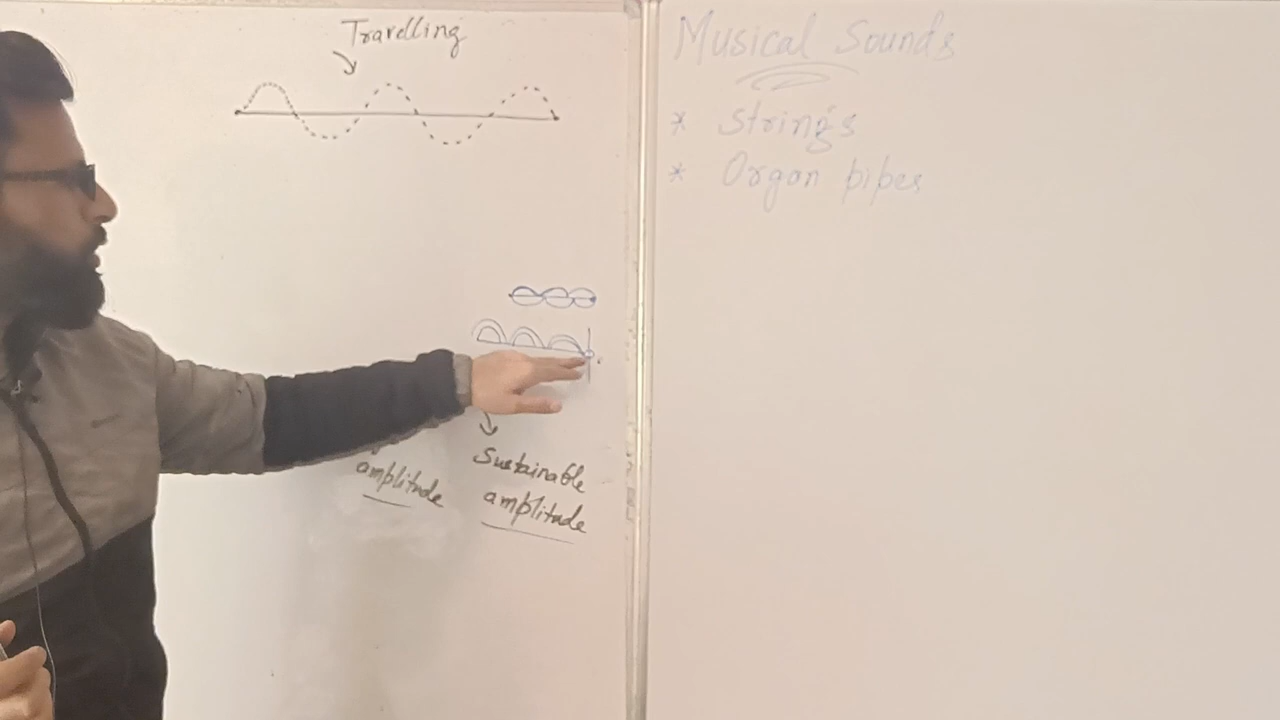 Travelling
amplitude
Sustainable
amplitude
Musical Sounds
* Strings
* Organ pipes